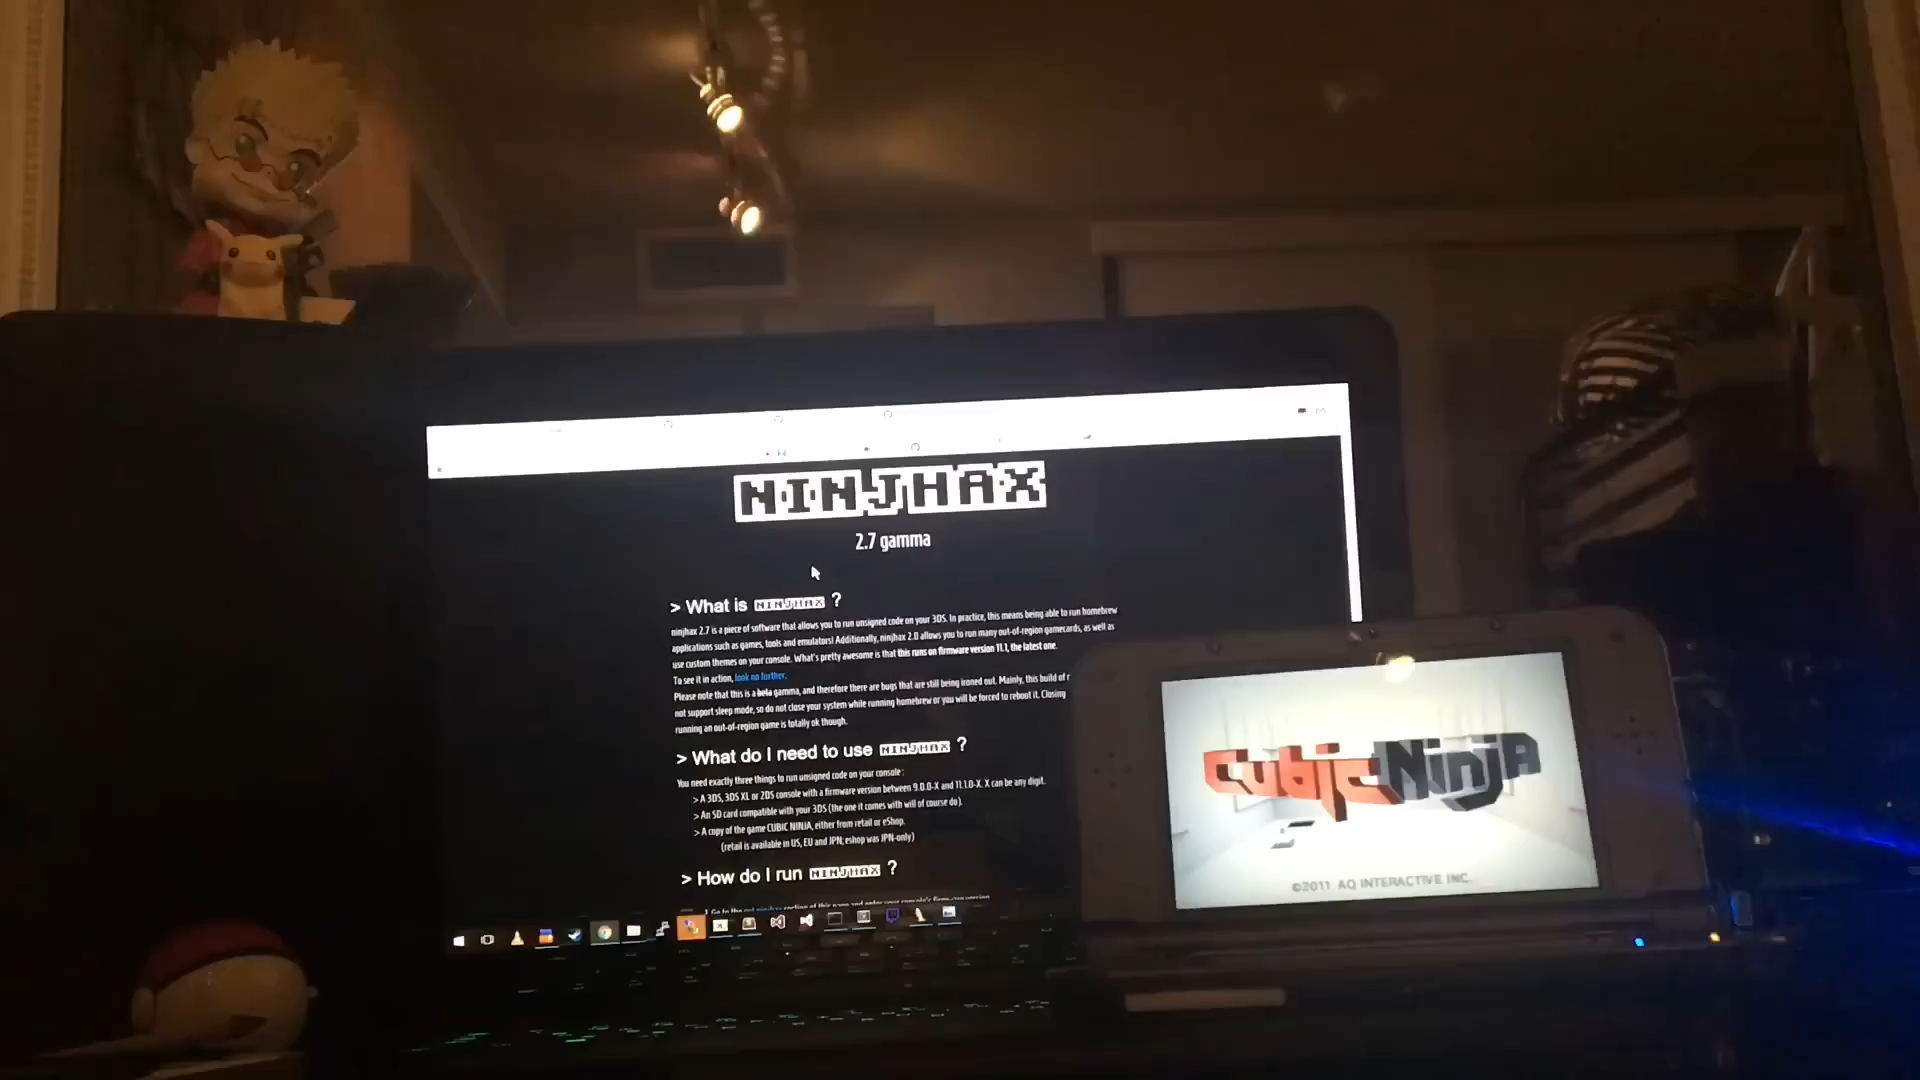 NINJHAX
2.7 gamma
> What is NINJHAX ?
ninjhax 2.7 is a piece of software that allows you to run unsigned code on your 3DS. In practice, this means being able to run homebrew
applications such as games, tools and emulators! Additionally, ninjhax 2.0 allows you to run many out-of-region gamecards, as well as
use custom themes on your console. What's pretty awesome is that this runs on firmware version 11.1, the latest one.
To see it in action, look no further.
Please note that this is a beta gamma, and therefore there are bugs that are still being ironed out. Mainly, this build of
not support sleep mode, so do not close your system while running homebrew or you will be forced to reboot it. Closing
running an out-of-region game is totally ok though.
> What do I need to use NINJHAX ?
You need exactly three things to run unsigned code on your console :
> A 3DS, 3DS XL or 2DS console with a firmware version between 9.0.0-X and 11.1.0-X. X can be any digit.
> An SD card compatible with your 3DS (the one it comes with will of course do).
> A copy of the game CUBIC NINJA, either from retail or eShop.
(retail is available in US, EU and JPN; eshop was JPN-only)
> How do I run NINJHAX ?
CubicNinja
©2011 AQ INTERACTIVE INC.